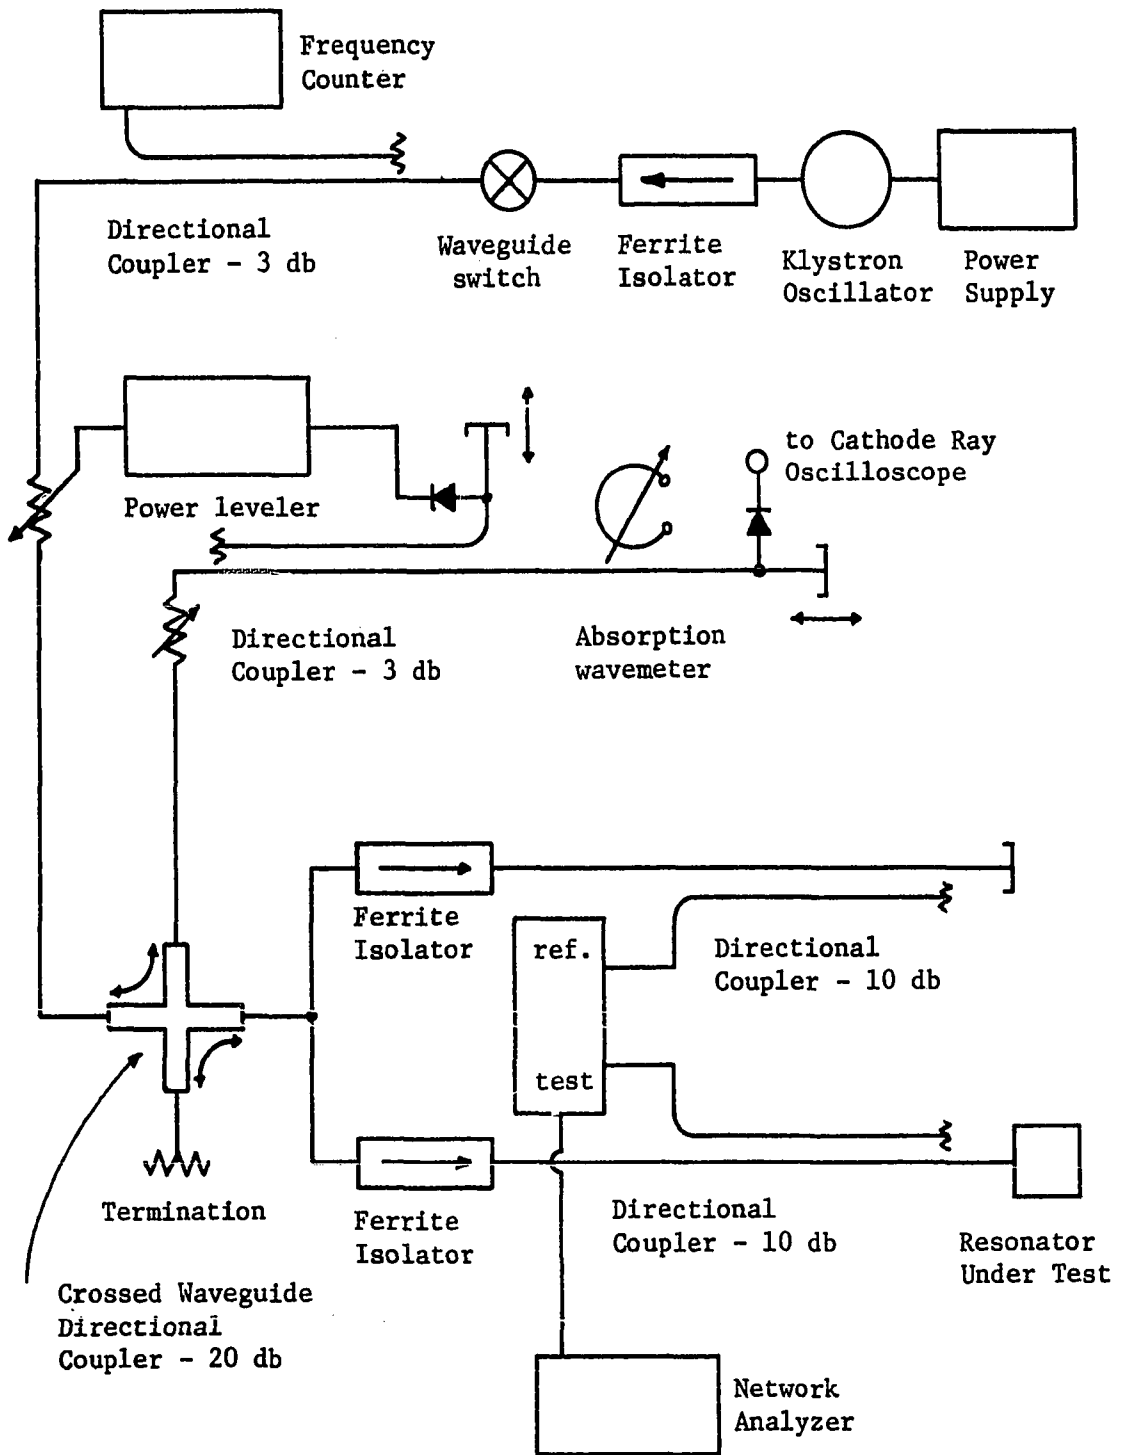 Frequency
Counter
Directional
Coupler - 3 db
Waveguide
switch
Ferrite
Isolator
Klystron
Oscillator
Power
Supply
Power leveler
to Cathode Ray
Oscilloscope
Directional
Coupler - 3 db
Absorption
wavemeter
Ferrite
Isolator
ref.
test
Directional
Coupler - 10 db
Termination
Ferrite
Isolator
Directional
Coupler - 10 db
Resonator
Under Test
Crossed Waveguide
Directional
Coupler - 20 db
Network
Analyzer